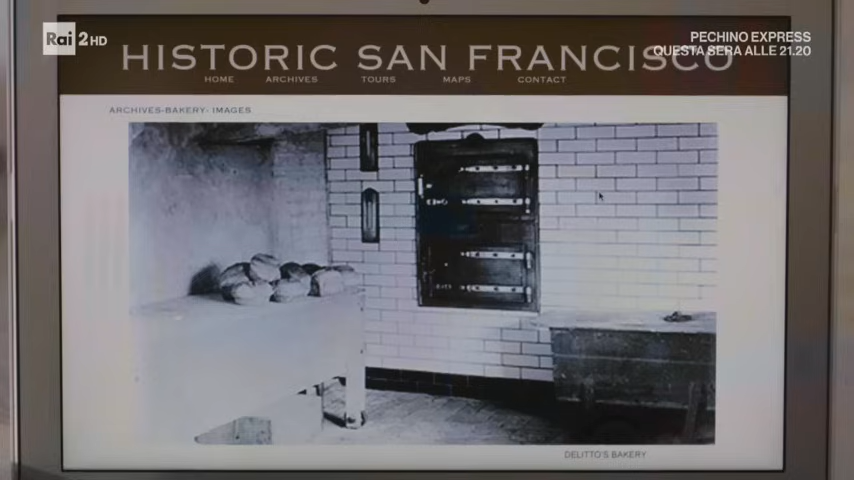 Rai 2HD
PECHINO EXPRESS
QUESTA SERA ALLE 21.20
HISTORIC SAN FRANCISCO
HOME ARCHIVES TOURS MAPS CONTACT
ARCHIVES-BAKERY- IMAGES
DELITTO'S BAKERY